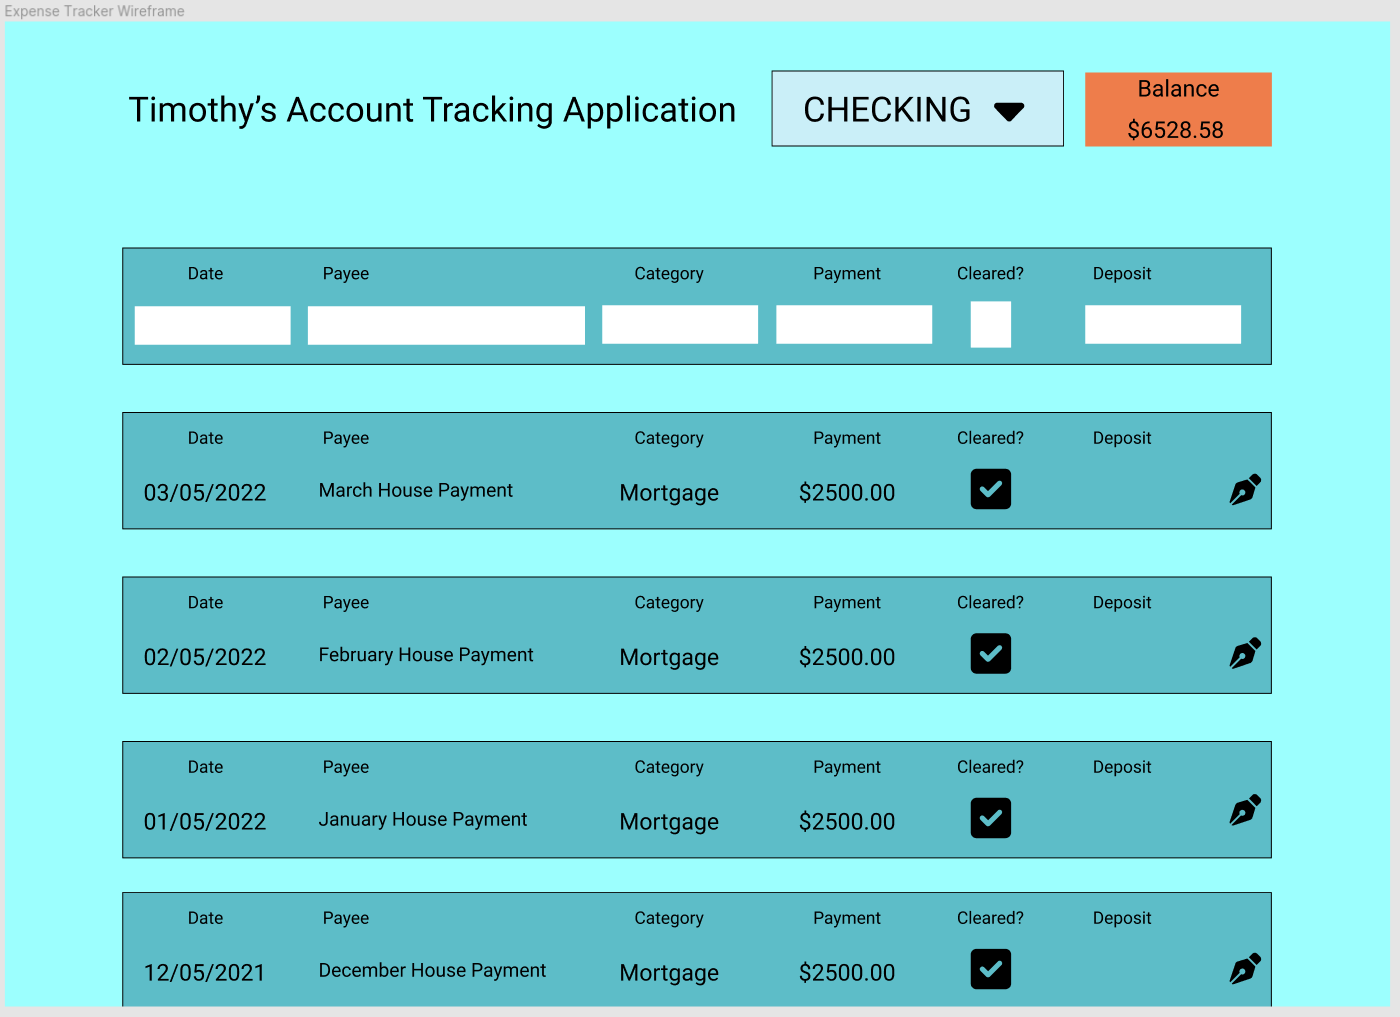 Expense Tracker Wireframe
Timothy’s Account Tracking Application
CHECKING
Balance
$6528.58
Date Payee Category Payment Cleared? Deposit
Date Payee Category Payment Cleared? Deposit
03/05/2022 March House Payment Mortgage $2500.00
Date Payee Category Payment Cleared? Deposit
02/05/2022 February House Payment Mortgage $2500.00
Date Payee Category Payment Cleared? Deposit
01/05/2022 January House Payment Mortgage $2500.00
Date Payee Category Payment Cleared? Deposit
12/05/2021 December House Payment Mortgage $2500.00